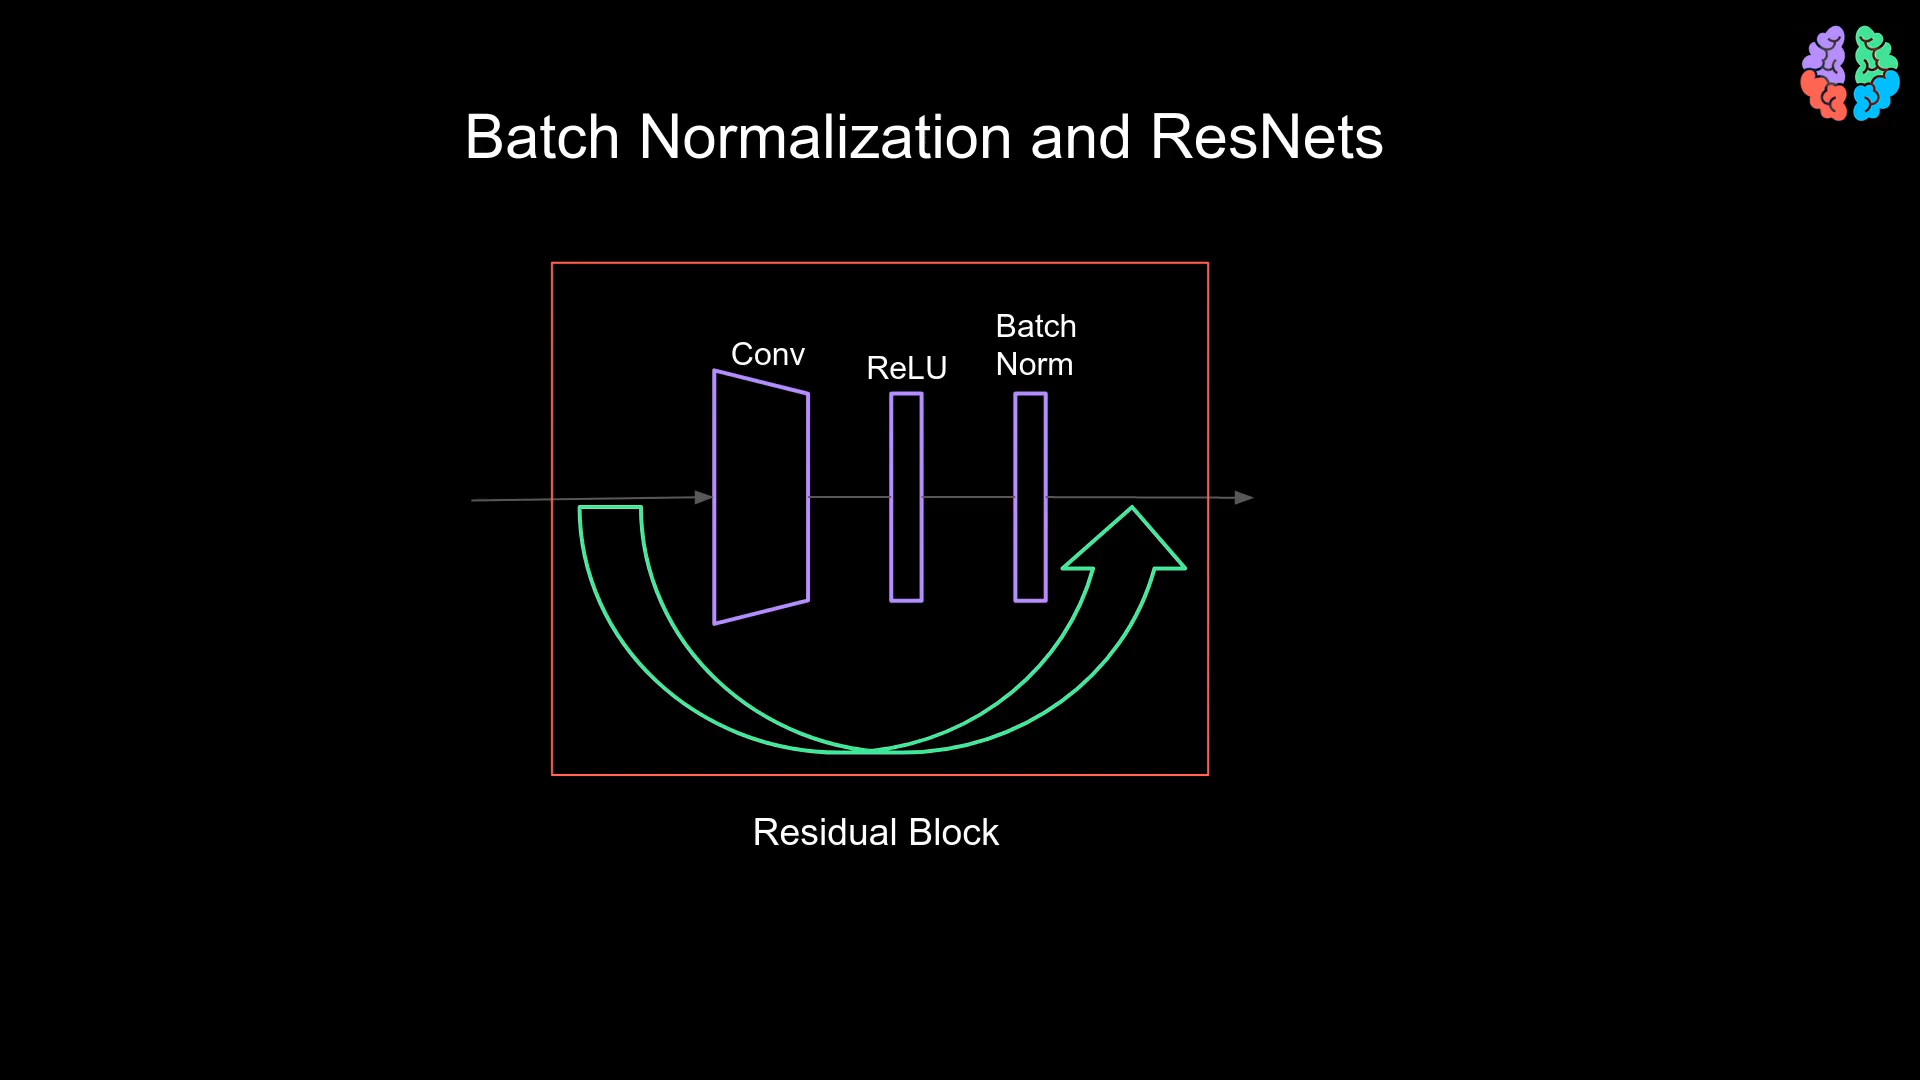 Batch Normalization and ResNets
Conv
ReLU
Batch
Norm
Residual Block